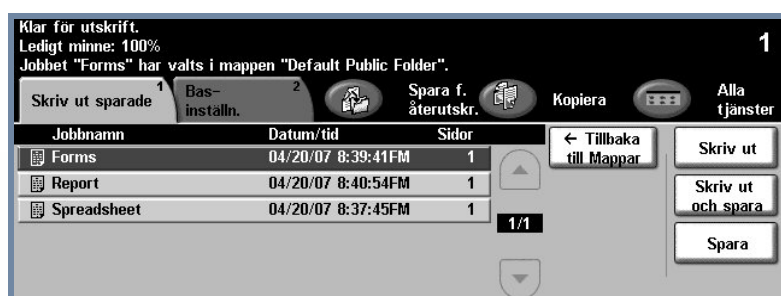 Klar för utskrift.
Ledigt minne: 100%
1
Jobbet "Forms" har valts i mappen "Default Public Folder".
Skriv ut sparade 1
Bas-
inställn. 2
Spara f.
återutskr.
Kopiera
Alla
tjänster
Jobbnamn Datum/tid Sidor
Forms 04/20/07 8:39:41FM 1
Report 04/20/07 8:40:54FM 1
Spreadsheet 04/20/07 8:37:45FM 1
1/1
← Tillbaka
till Mappar
Skriv ut
Skriv ut
och spara
Spara